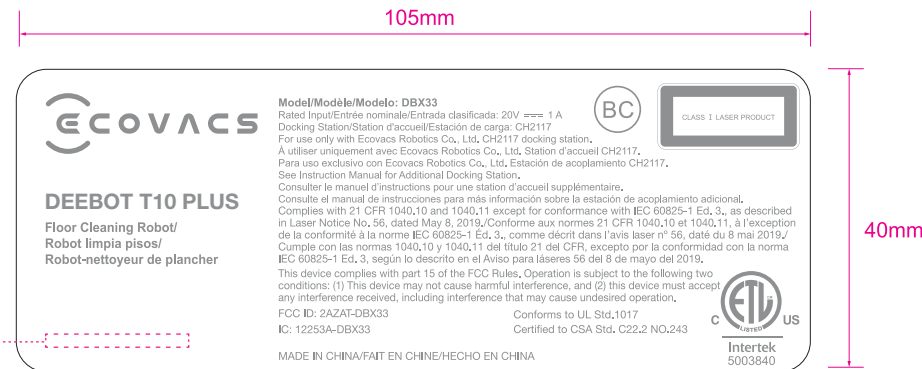 105mm
ECOVACS
DEEBOT T10 PLUS
Floor Cleaning Robot/
Robot limpia pisos/
Robot-nettoyeur de plancher
Model/Modèle/Modelo: DBX33
Rated Input/Entrée nominale/Entrada clasificada: 20V ⎓ 1 A
Docking Station/Station d'accueil/Estación de carga: CH2117
For use only with Ecovacs Robotics Co., Ltd. CH2117 docking station.
À utiliser uniquement avec Ecovacs Robotics Co., Ltd. Station d'accueil CH2117.
Para uso exclusivo con Ecovacs Robotics Co., Ltd. Estación de acoplamiento CH2117.
See Instruction Manual for Additional Docking Station.
Consulter le manuel d'instructions pour une station d'accueil supplémentaire.
Consulte el manual de instrucciones para más información sobre la estación de acoplamiento adicional.
Complies with 21 CFR 1040.10 and 1040.11 except for conformance with IEC 60825-1 Ed. 3., as described
in Laser Notice No. 56, dated May 8, 2019./Conforme aux normes 21 CFR 1040.10 et 1040.11, à l'exception
de la conformité à la norme IEC 60825-1 Éd. 3., comme décrit dans l'avis laser n° 56, daté du 8 mai 2019./
Cumple con las normas 1040.10 y 1040.11 del título 21 del CFR, excepto por la conformidad con la norma
IEC 60825-1 Ed. 3, según lo descrito en el Aviso para láseres 56 del 8 de mayo del 2019.
This device complies with part 15 of the FCC Rules. Operation is subject to the following two
conditions: (1) This device may not cause harmful interference, and (2) this device must accept
any interference received, including interference that may cause undesired operation.
FCC ID: 2AZAT-DBX33
IC: 12253A-DBX33
Conforms to UL Std.1017
Certified to CSA Std. C22.2 NO.243
MADE IN CHINA/FAIT EN CHINE/HECHO EN CHINA
BC
CLASS I LASER PRODUCT
C ETL US
LISTED
Intertek
5003840
40mm